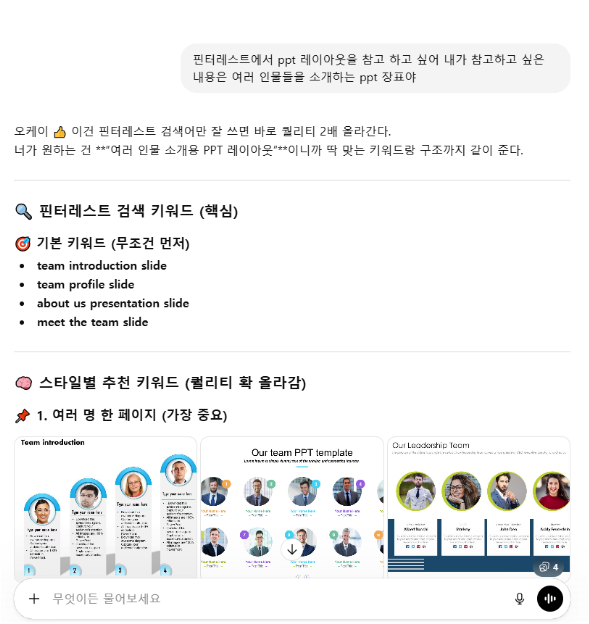 핀터레스트에서 ppt 레이아웃을 참고 하고 싶어 내가 참고하고 싶은
내용은 여러 인물들을 소개하는 ppt 장표야
오케이 👍 이건 핀터레스트 검색어만 잘 쓰면 바로 퀄리티 2배 올라간다.
너가 원하는 건 **“여러 인물 소개용 PPT 레이아웃”**이니까 딱 맞는 키워드랑 구조까지 같이 준다.
🔍 핀터레스트 검색 키워드 (핵심)
🎯 기본 키워드 (무조건 먼저)
• team introduction slide
• team profile slide
• about us presentation slide
• meet the team slide
🧠 스타일별 추천 키워드 (퀄리티 확 올라감)
📌 1. 여러 명 한 페이지 (가장 중요)
Team introduction
Our team PPT template
Our Leadership Team
1 2 3 4
4
무엇이든 물어보세요